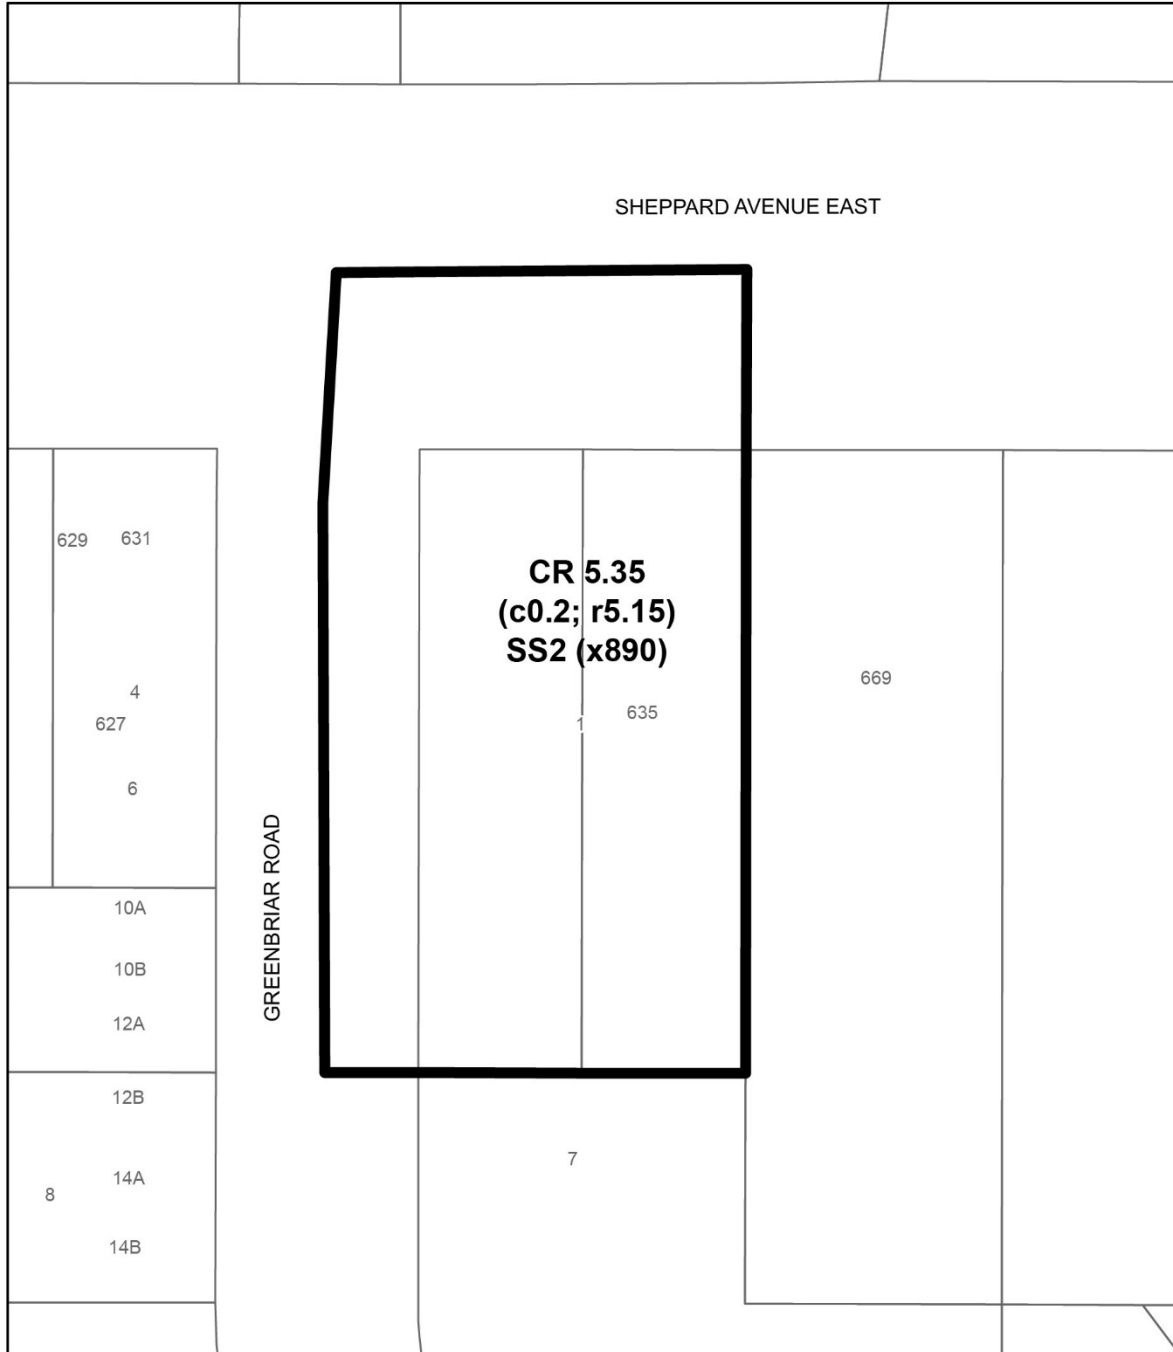 SHEPPARD AVENUE EAST
629
631
CR 5.35
(c0.2; r5.15)
SS2 (x890)
669
4
627
1
635
6
GREENBRIAR ROAD
10A
10B
12A
12B
7
14A
8
14B